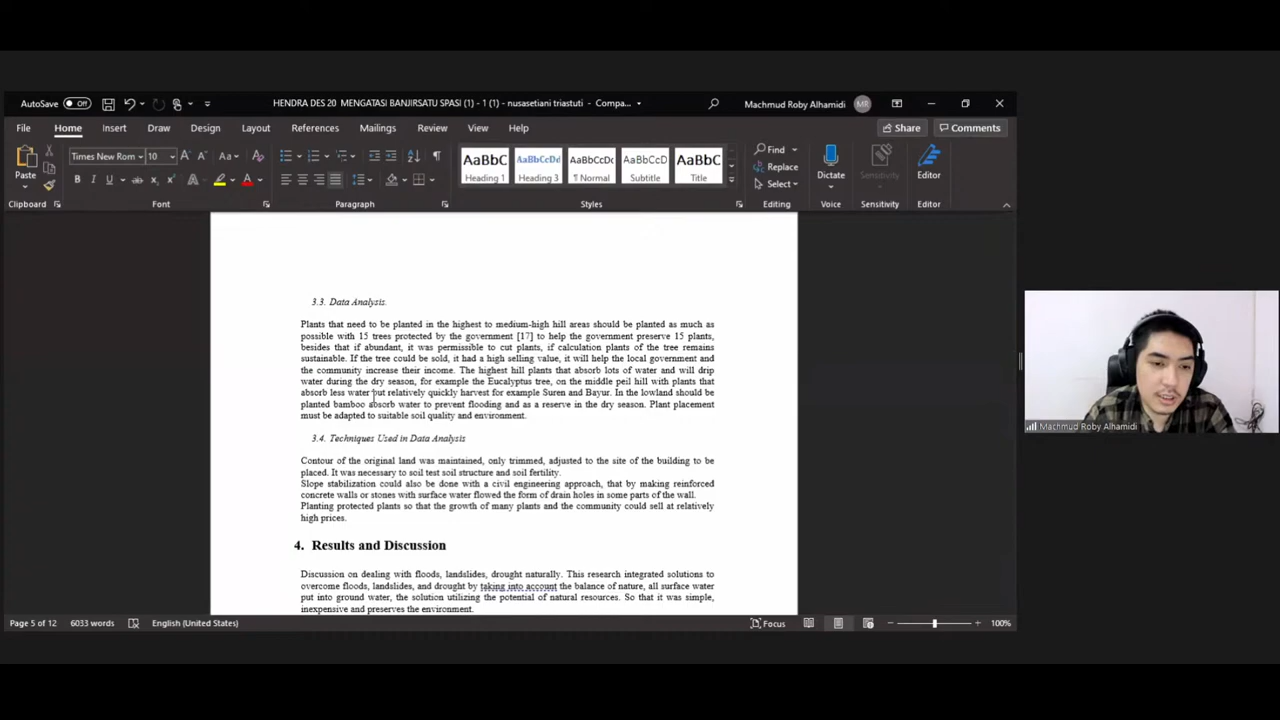 AutoSave Off HENDRA DES 20 MENGATASI BANJIRSATU SPASI (1) - 1 (1) - nusasetiani triastuti - Compa... Machmud Roby Alhamidi MR
File Home Insert Draw Design Layout References Mailings Review View Help Share Comments
Paste Times New Rom 10 Aa A A
B I U ab x x A A
AaBbC AaBbCcDd AaBbCcDc AaBbCcD AaBbC
Heading 1 Heading 3 ¶ Normal Subtitle Title
Find
Replace
Select
Dictate Sensitivity Editor
Clipboard Font Paragraph Styles Editing Voice Sensitivity Editor
3.3. Data Analysis.
Plants that need to be planted in the highest to medium-high hill areas should be planted as much as
possible with 15 trees protected by the government [17] to help the government preserve 15 plants,
besides that if abundant, it was permissible to cut plants, if calculation plants of the tree remains
sustainable. If the tree could be sold, it had a high selling value, it will help the local government and
the community increase their income. The highest hill plants that absorb lots of water and will drip
water during the dry season, for example the Eucalyptus tree, on the middle peil hill with plants that
absorb less water but relatively quickly harvest for example Suren and Bayur. In the lowland should be
planted bamboo absorb water to prevent flooding and as a reserve in the dry season. Plant placement
must be adapted to suitable soil quality and environment.
3.4. Techniques Used in Data Analysis
Contour of the original land was maintained, only trimmed, adjusted to the site of the building to be
placed. It was necessary to soil test soil structure and soil fertility.
Slope stabilization could also be done with a civil engineering approach, that by making reinforced
concrete walls or stones with surface water flowed the form of drain holes in some parts of the wall.
Planting protected plants so that the growth of many plants and the community could sell at relatively
high prices.
4. Results and Discussion
Discussion on dealing with floods, landslides, drought naturally. This research integrated solutions to
overcome floods, landslides, and drought by taking into account the balance of nature, all surface water
put into ground water, the solution utilizing the potential of natural resources. So that it was simple,
inexpensive and preserves the environment.
Page 5 of 12 6033 words English (United States) Focus 100%
Machmud Roby Alhamidi